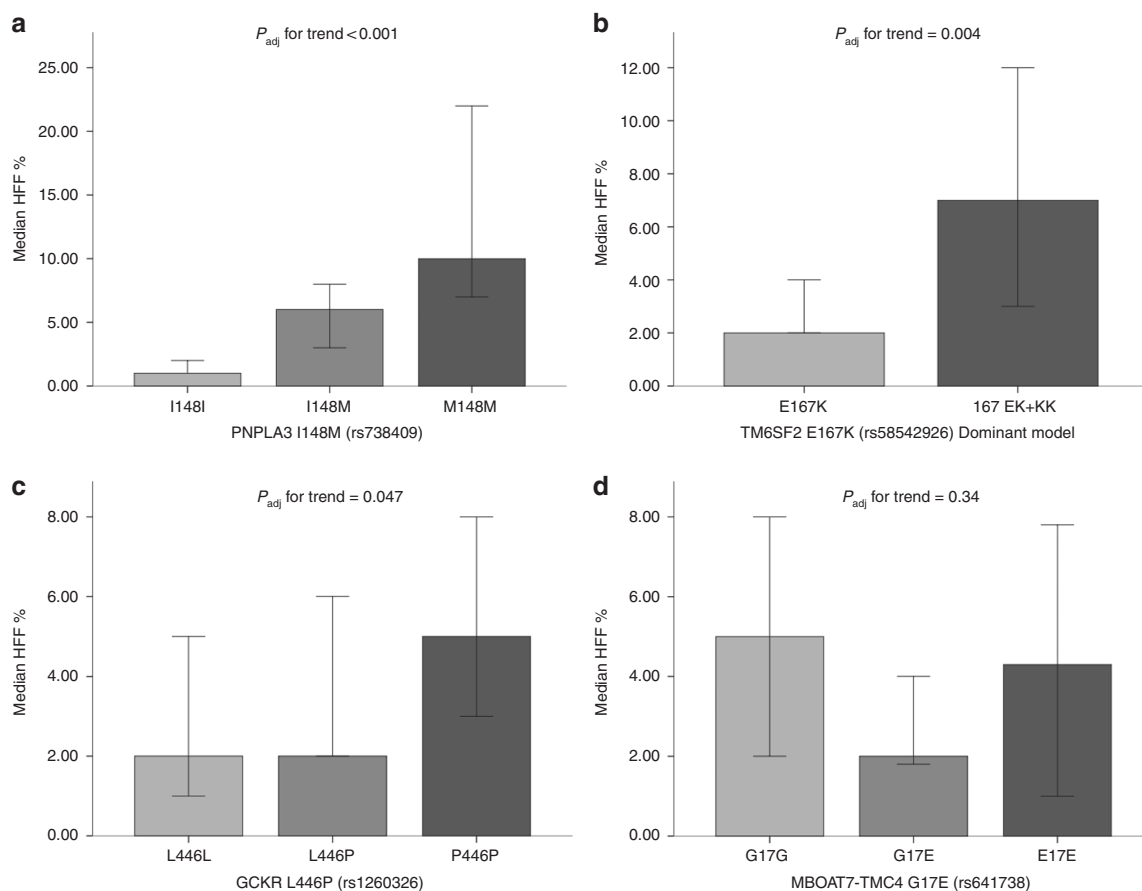 a
P adj for trend <0.001
Median HFF %
25.00
20.00
15.00
10.00
5.00
0.00
I148I I148M M148M
PNPLA3 I148M (rs738409)
b
P adj for trend = 0.004
Median HFF %
12.00
10.00
8.00
6.00
4.00
2.00
0.00
E167K 167 EK+KK
TM6SF2 E167K (rs58542926) Dominant model
c
P adj for trend = 0.047
Median HFF %
8.00
6.00
4.00
2.00
0.00
L446L L446P P446P
GCKR L446P (rs1260326)
d
P adj for trend = 0.34
Median HFF %
8.00
6.00
4.00
2.00
0.00
G17G G17E E17E
MBOAT7-TMC4 G17E (rs641738)